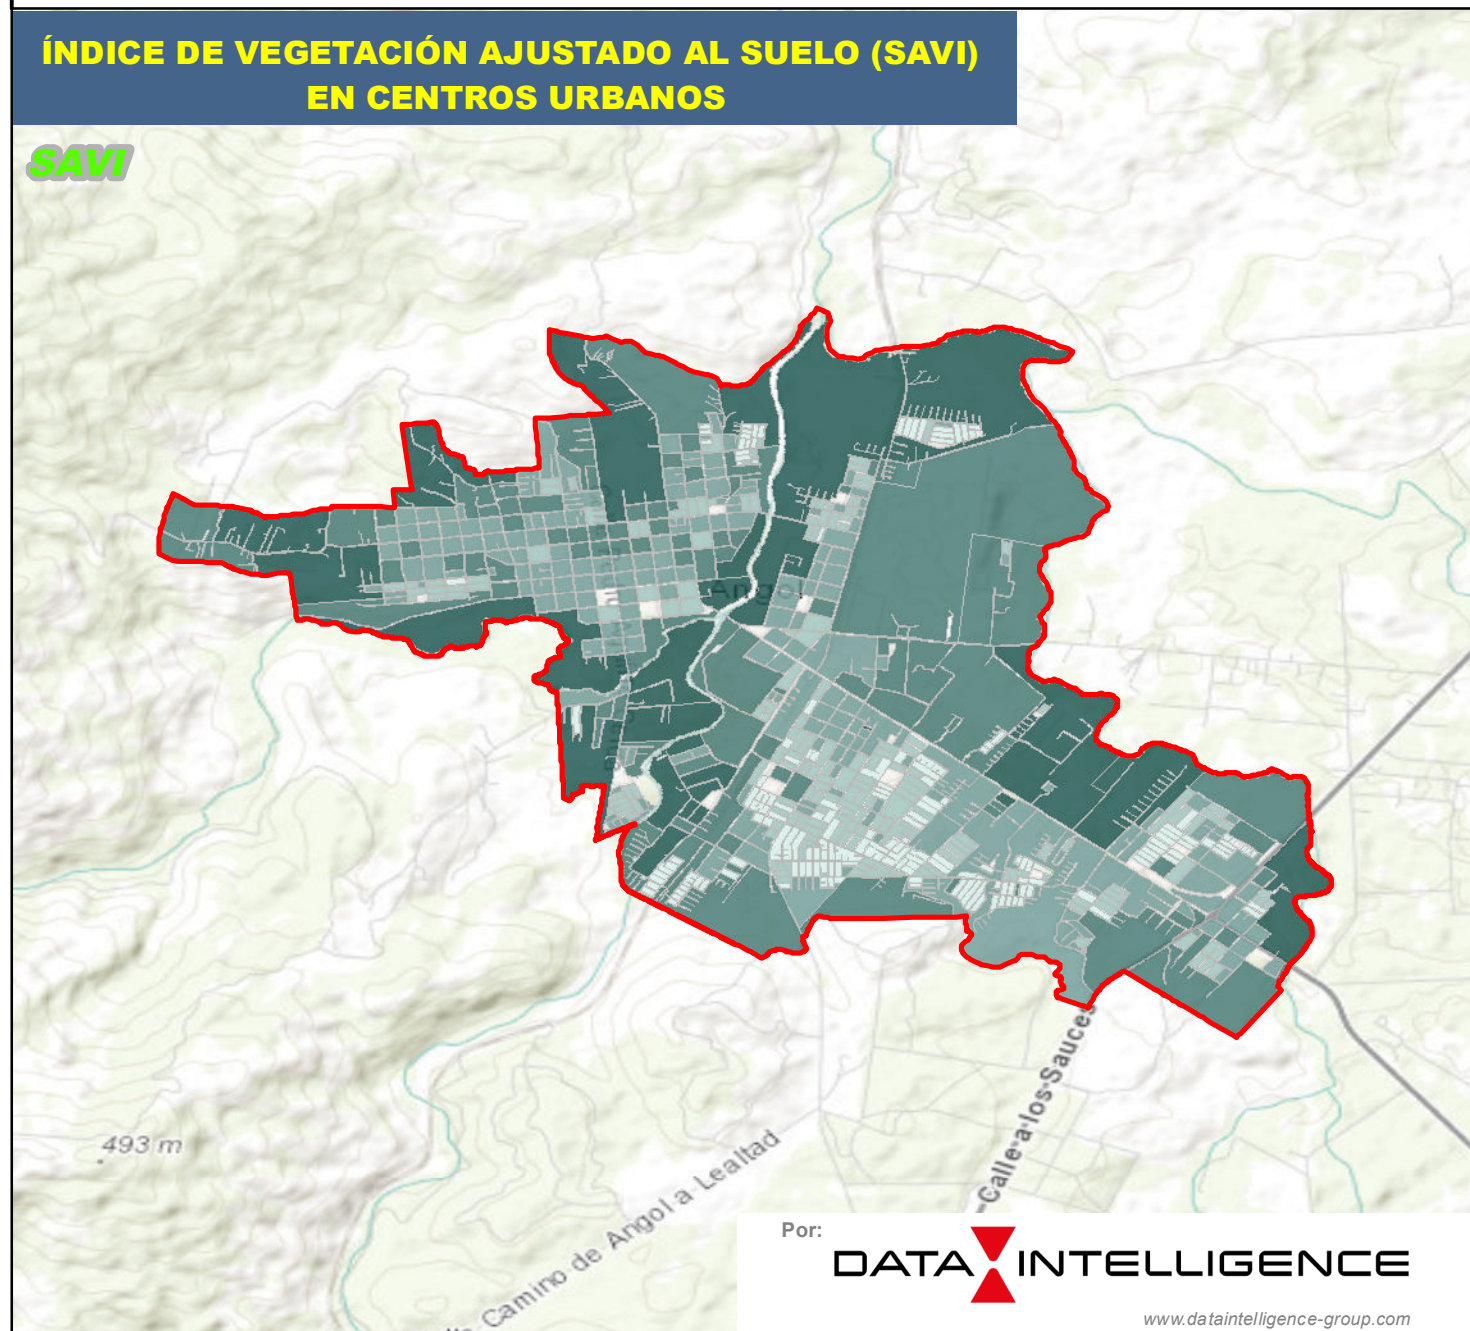 ÍNDICE DE VEGETACIÓN AJUSTADO AL SUELO (SAVI)
EN CENTROS URBANOS
SAVI
Angol
493 m
Camino de Angol a Lealtad
Calle a los Sauces
Por:
DATA INTELLIGENCE
www.dataintelligence-group.com